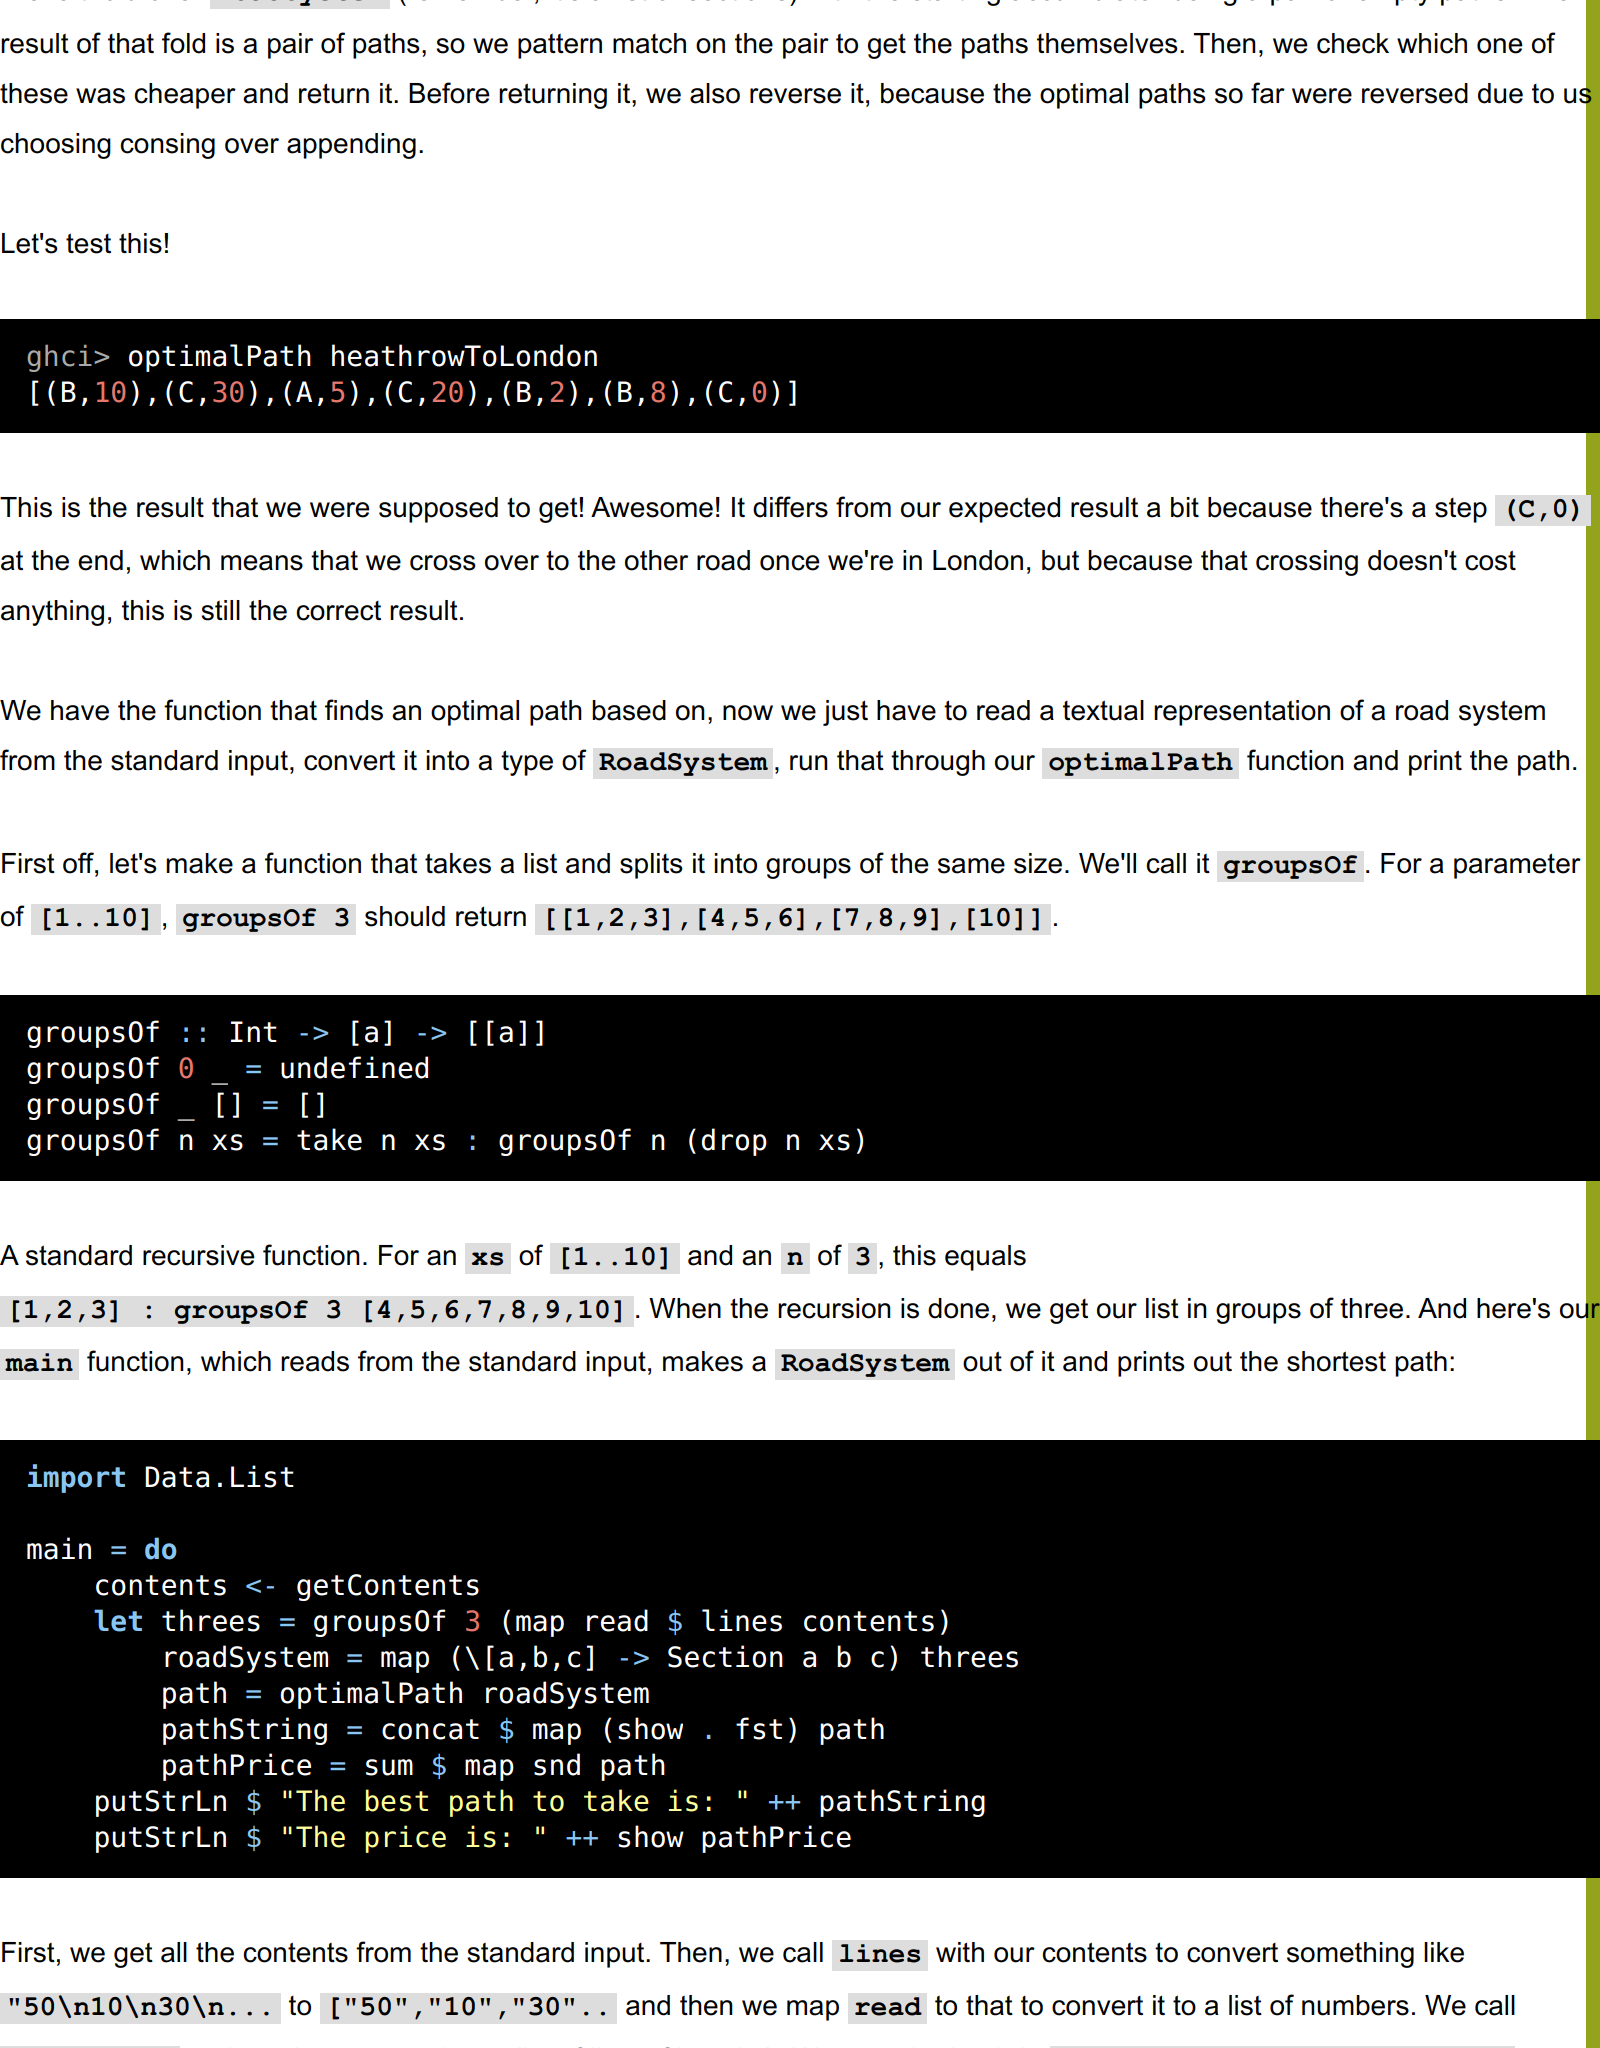 result of that fold is a pair of paths, so we pattern match on the pair to get the paths themselves. Then, we check which one of
these was cheaper and return it. Before returning it, we also reverse it, because the optimal paths so far were reversed due to us
choosing consing over appending.
Let's test this!
ghci> optimalPath heathrowToLondon
[(B,10),(C,30),(A,5),(C,20),(B,2),(B,8),(C,0)]
This is the result that we were supposed to get! Awesome! It differs from our expected result a bit because there's a step (C,0)
at the end, which means that we cross over to the other road once we're in London, but because that crossing doesn't cost
anything, this is still the correct result.
We have the function that finds an optimal path based on, now we just have to read a textual representation of a road system
from the standard input, convert it into a type of RoadSystem, run that through our optimalPath function and print the path.
First off, let's make a function that takes a list and splits it into groups of the same size. We'll call it groupsOf. For a parameter
of [1..10], groupsOf 3 should return [[1,2,3],[4,5,6],[7,8,9],[10]].
groupsOf :: Int -> [a] -> [[a]]
groupsOf 0 _ = undefined
groupsOf _ [] = []
groupsOf n xs = take n xs : groupsOf n (drop n xs)
A standard recursive function. For an xs of [1..10] and an n of 3, this equals
[1,2,3] : groupsOf 3 [4,5,6,7,8,9,10]. When the recursion is done, we get our list in groups of three. And here's our
main function, which reads from the standard input, makes a RoadSystem out of it and prints out the shortest path:
import Data.List
main = do
    contents <- getContents
    let threes = groupsOf 3 (map read $ lines contents)
        roadSystem = map (\[a,b,c] -> Section a b c) threes
        path = optimalPath roadSystem
        pathString = concat $ map (show . fst) path
        pathPrice = sum $ map snd path
    putStrLn $ "The best path to take is: " ++ pathString
    putStrLn $ "The price is: " ++ show pathPrice
First, we get all the contents from the standard input. Then, we call lines with our contents to convert something like
"50\n10\n30\n... to ["50","10","30".. and then we map read to that to convert it to a list of numbers. We call